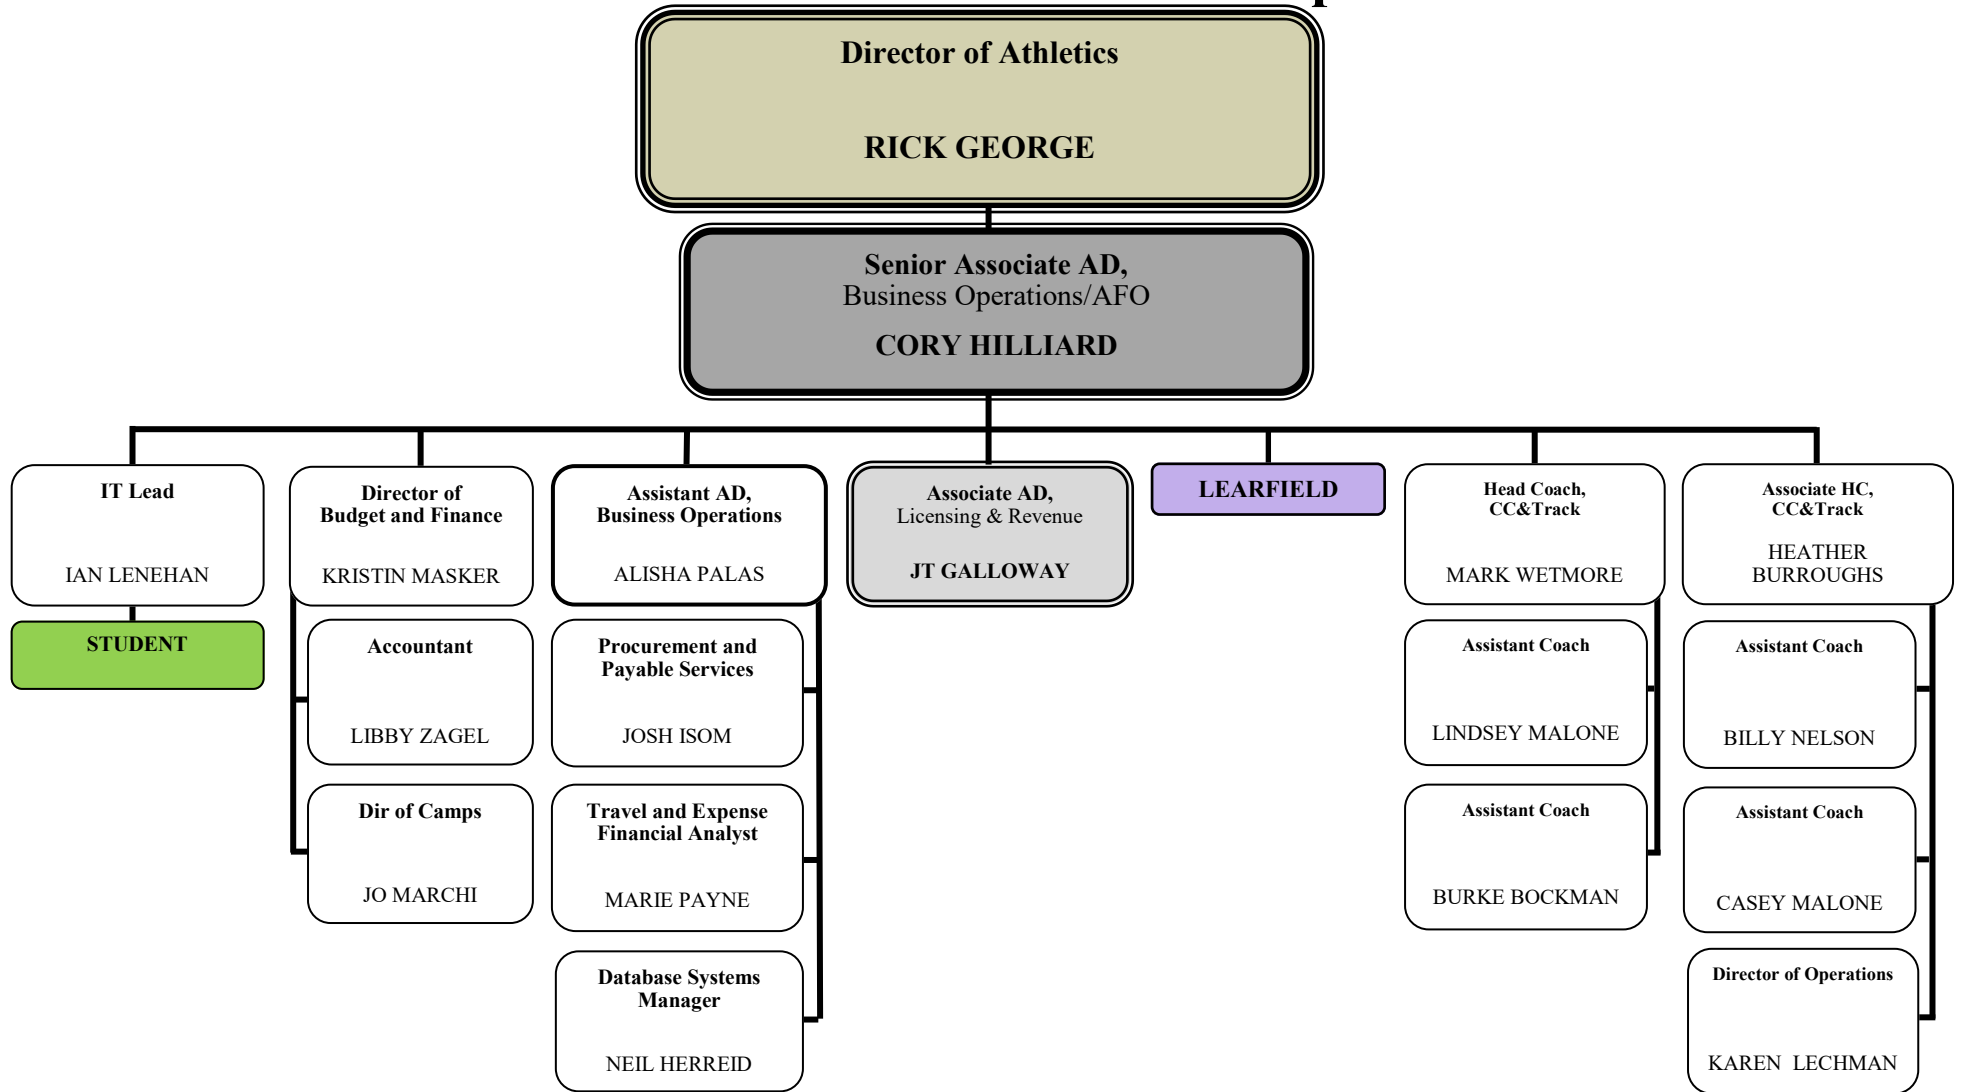 Director of Athletics
RICK GEORGE
Senior Associate AD,
Business Operations/AFO
CORY HILLIARD
IT Lead
IAN LENEHAN
STUDENT
Director of
Budget and Finance
KRISTIN MASKER
Accountant
LIBBY ZAGEL
Dir of Camps
JO MARCHI
Assistant AD,
Business Operations
ALISHA PALAS
Procurement and
Payable Services
JOSH ISOM
Travel and Expense
Financial Analyst
MARIE PAYNE
Database Systems
Manager
NEIL HERREID
Associate AD,
Licensing & Revenue
JT GALLOWAY
LEARFIELD
Head Coach,
CC&Track
MARK WETMORE
Assistant Coach
LINDSEY MALONE
Assistant Coach
BURKE BOCKMAN
Associate HC,
CC&Track
HEATHER
BURROUGHS
Assistant Coach
BILLY NELSON
Assistant Coach
CASEY MALONE
Director of Operations
KAREN LECHMAN